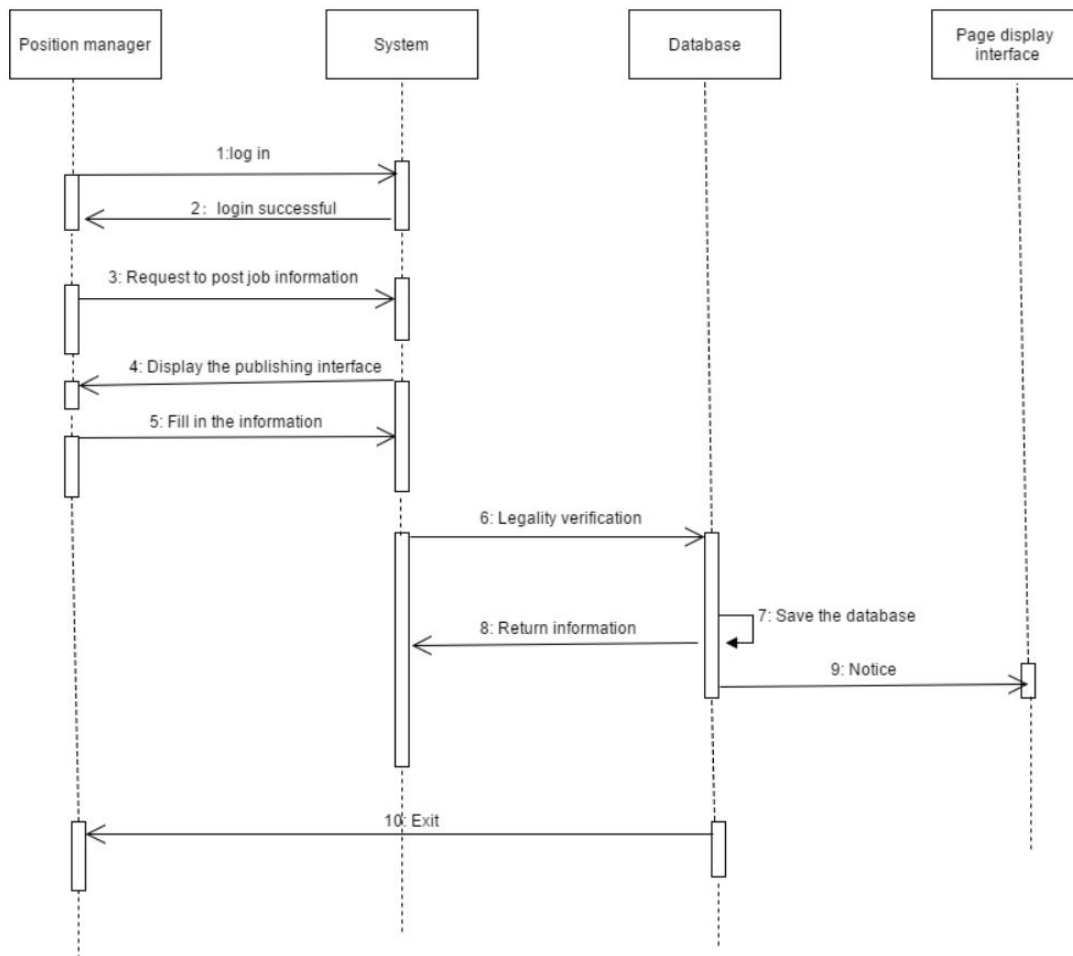 Position manager
System
Database
Page display
interface
1:log in
2: login successful
3: Request to post job information
4: Display the publishing interface
5: Fill in the information
6: Legality verification
7: Save the database
8: Return information
9: Notice
10: Exit